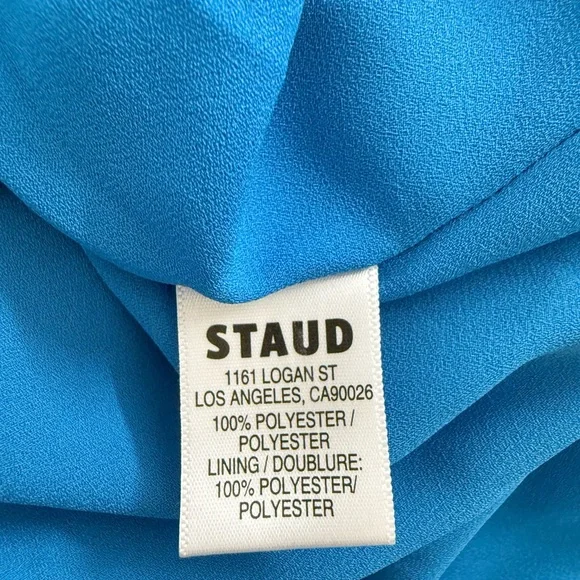 STAUD
1161 LOGAN ST
LOS ANGELES, CA90026
100% POLYESTER /
POLYESTER
LINING / DOUBLURE:
100% POLYESTER/
POLYESTER